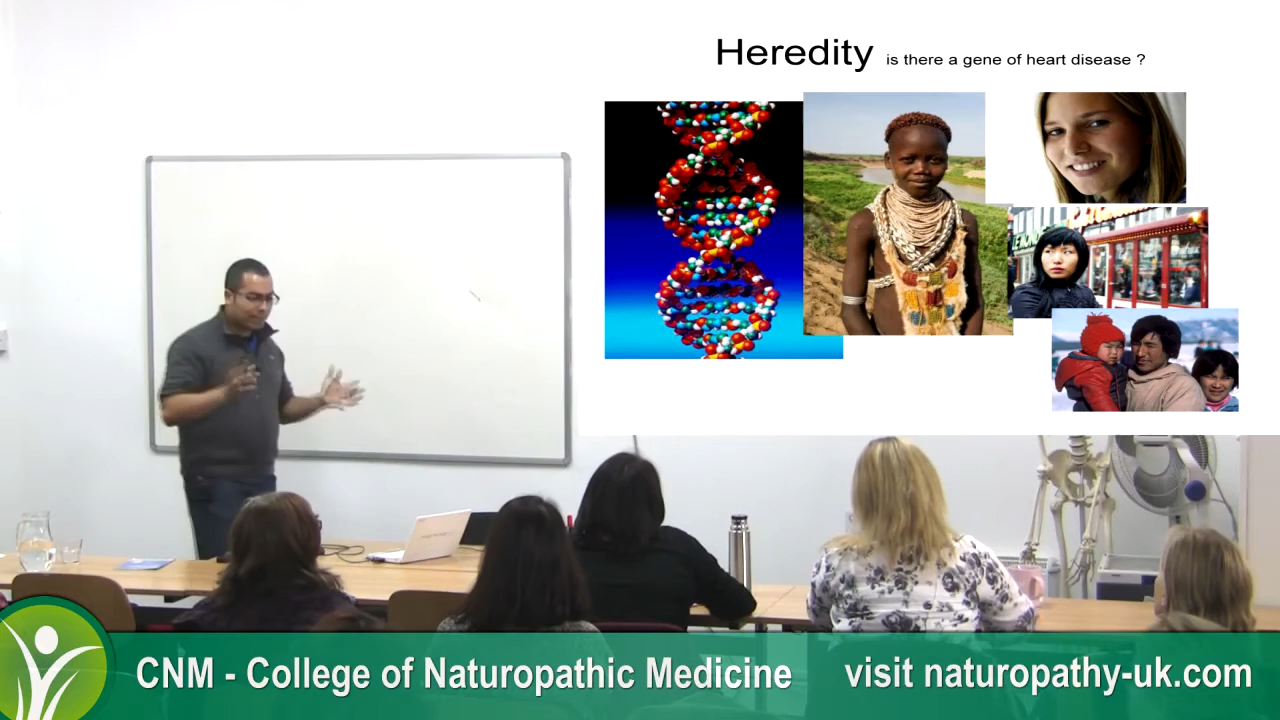 Heredity is there a gene of heart disease ?
CNM - College of Naturopathic Medicine
visit naturopathy-uk.com